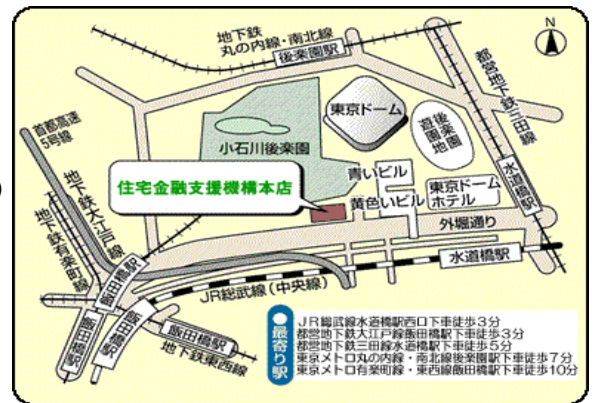 地下鉄
丸の内線・南北線
後楽園駅
N
都営地下鉄三田線
首都高速
5号線
小石川後楽園
東京ドーム
後楽園
遊園地
住宅金融支援機構本店
青いビル
黄色いビル
東京ドーム
ホテル
水道橋駅
外堀通り
水道橋駅
地下鉄大江戸線
地下鉄有楽町線
飯田橋駅
飯田橋駅
飯田橋駅
飯田橋駅
JR総武線(中央線)
地下鉄東西線
最寄り駅
JR総武線水道橋駅西口下車徒歩3分
都営地下鉄大江戸線飯田橋駅下車徒歩3分
都営地下鉄三田線水道橋駅下車徒歩5分
東京メトロ丸の内線・南北線後楽園駅下車徒歩7分
東京メトロ有楽町線・東西線飯田橋駅下車徒歩10分